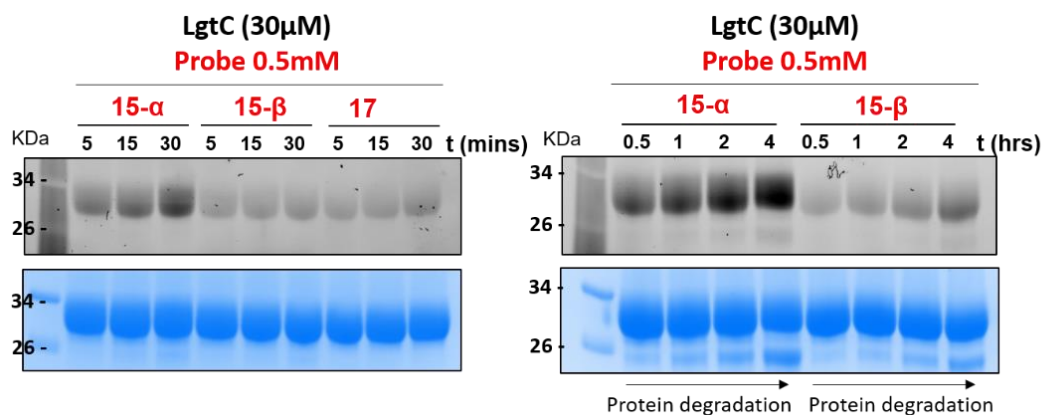 LgtC (30μM)
Probe 0.5mM
15-α 15-β 17
KDa 5 15 30 5 15 30 5 15 30 t (mins)
34 -
26 -
34 -
26 -
LgtC (30μM)
Probe 0.5mM
15-α 15-β
KDa 0.5 1 2 4 0.5 1 2 4 t (hrs)
34 -
26 -
34 -
26 -
Protein degradation Protein degradation